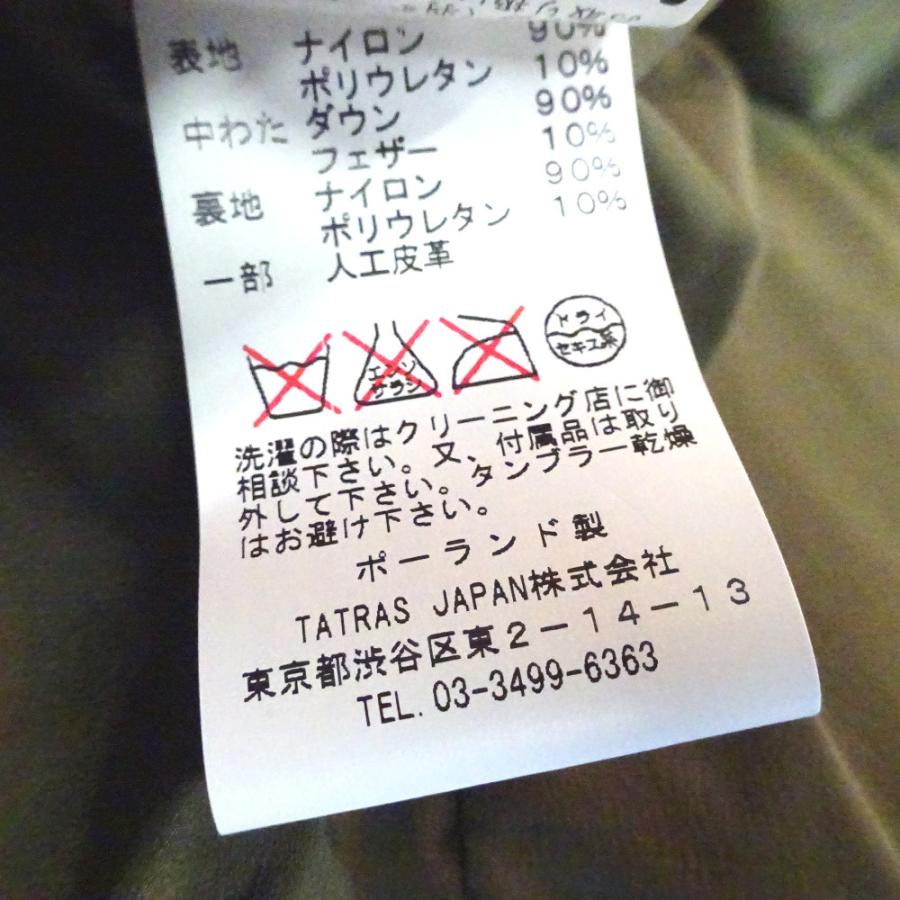 表地 ナイロン 90%
ポリウレタン 10%
中わた ダウン 90%
フェザー 10%
裏地 ナイロン 90%
ポリウレタン 10%
一部 人工皮革
エンソ
サラシ
ドライ
セキユ系
洗濯の際はクリーニング店に御
相談下さい。又、付属品は取り
外して下さい。タンブラー乾燥
はお避け下さい。
ポーランド製
TATRAS JAPAN株式会社
東京都渋谷区東2-14-13
TEL. 03-3499-6363